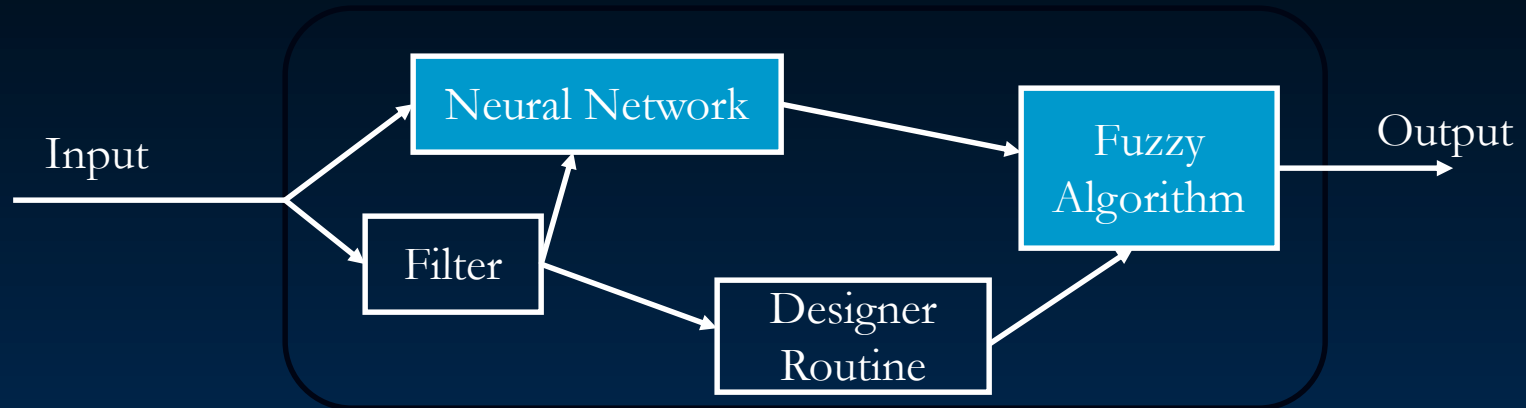 Input
Neural Network
Filter
Designer
Routine
Fuzzy
Algorithm
Output